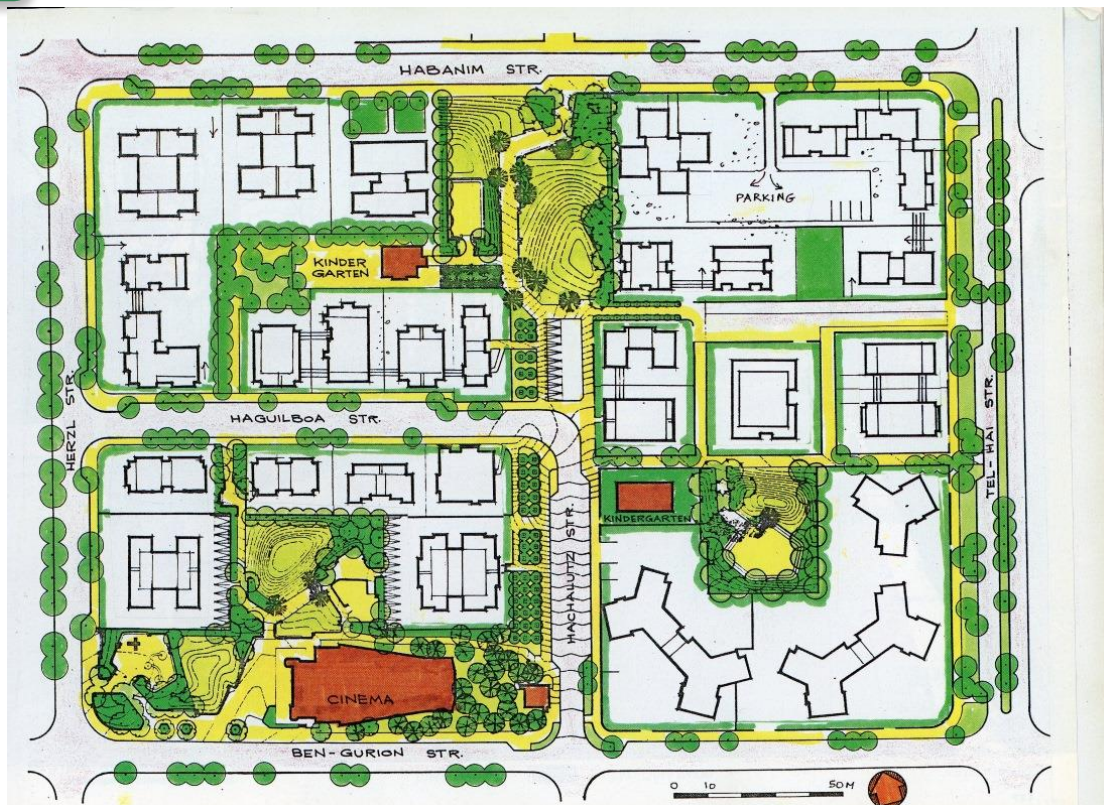 HABANIM STR.
PARKING
KINDER
GARTEN
HERZL STR.
HAGUILBOA STR.
TEL-HAI STR.
KINDERGARTEN
HACHALUTZ STR.
CINEMA
BEN-GURION STR.
0 10 50M